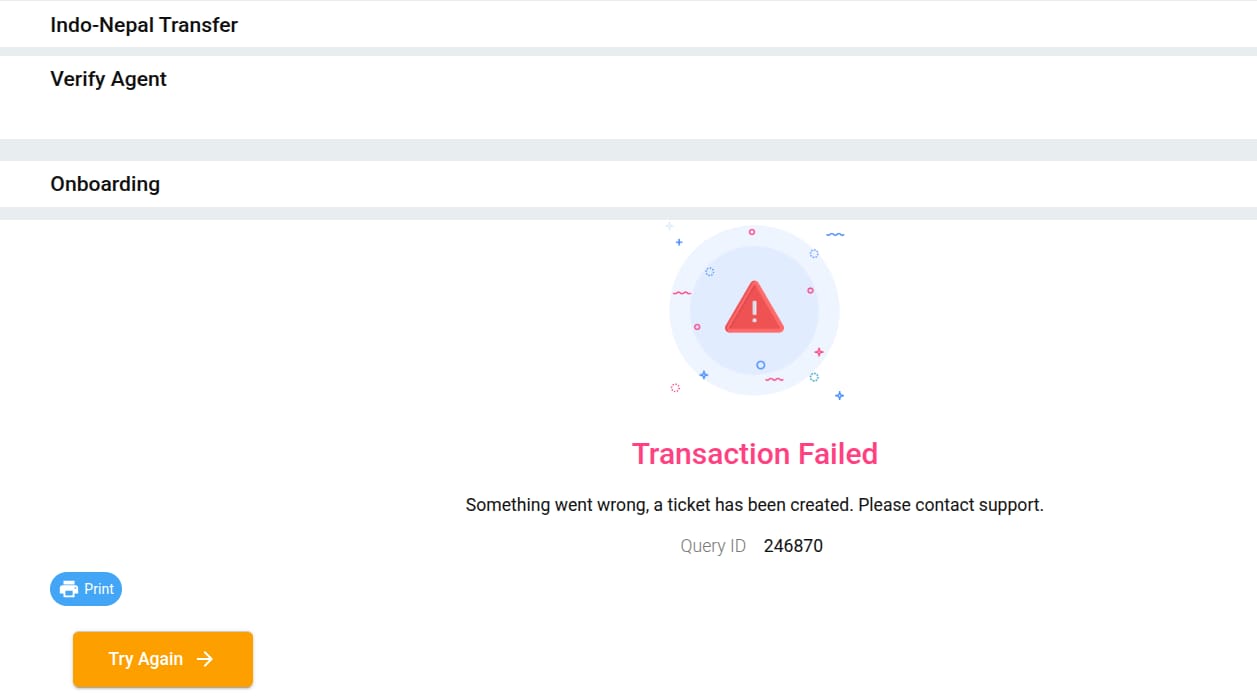 Indo-Nepal Transfer
Verify Agent
Onboarding
Transaction Failed
Something went wrong, a ticket has been created. Please contact support.
Query ID 246870
Print
Try Again